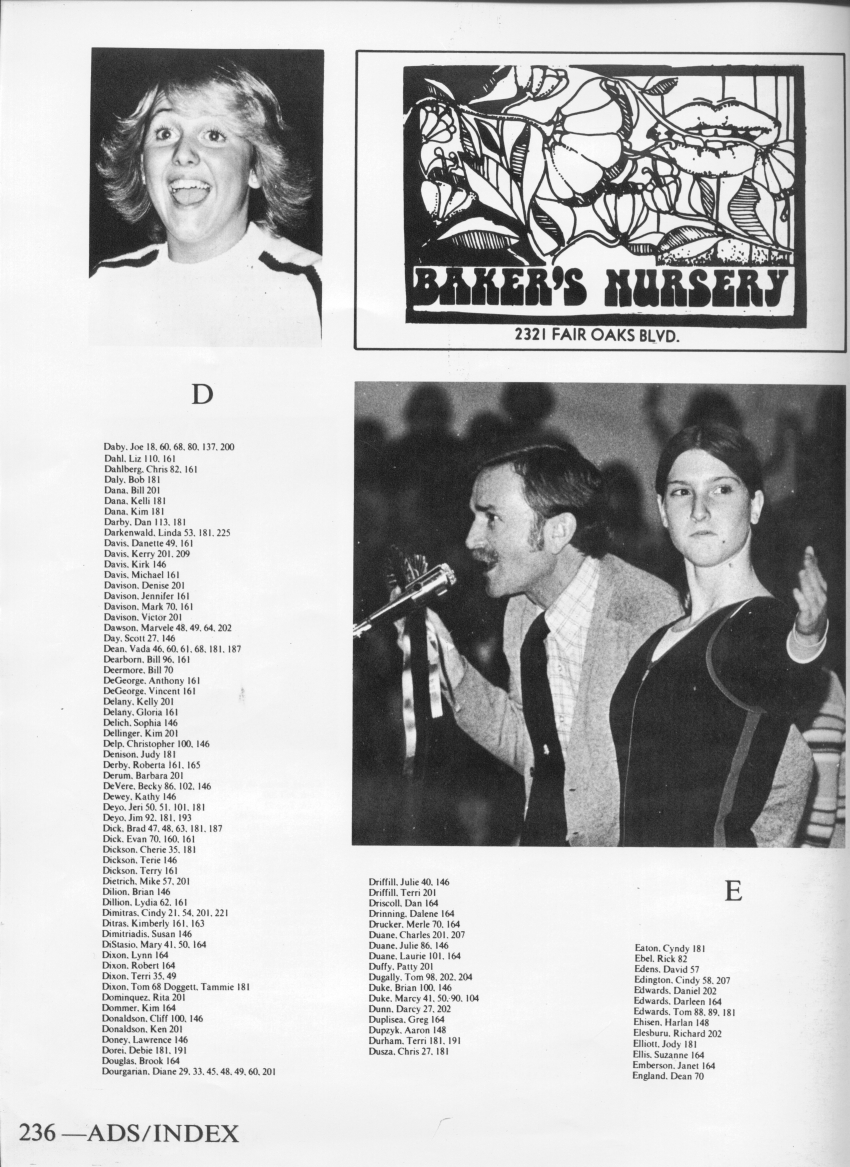 BAKER'S NURSERY
2321 FAIR OAKS BLVD.
D
Daby, Joe 18, 60, 68, 80, 137, 200
Dahl, Liz 110, 161
Dahlberg, Chris 82, 161
Daly, Bob 181
Dana, Bill 201
Dana, Kelli 181
Dana, Kim 181
Darby, Dan 113, 181
Darkenwald, Linda 53, 181, 225
Davis, Danette 49, 161
Davis, Kerry 201, 209
Davis, Kirk 146
Davis, Michael 161
Davison, Denise 201
Davison, Jennifer 161
Davison, Mark 70, 161
Davison, Victor 201
Dawson, Marvele 48, 49, 64, 202
Day, Scott 27, 146
Dean, Vada 46, 60, 61, 68, 181, 187
Dearborn, Bill 96, 161
Deermore, Bill 70
DeGeorge, Anthony 161
DeGeorge, Vincent 161
Delany, Kelly 201
Delany, Gloria 161
Delich, Sophia 146
Dellinger, Kim 201
Delp, Christopher 100, 146
Denison, Judy 181
Derby, Roberta 161, 165
Derum, Barbara 201
DeVere, Becky 86, 102, 146
Dewey, Kathy 146
Deyo, Jeri 50, 51, 101, 181
Deyo, Jim 92, 181, 193
Dick, Brad 47, 48, 63, 181, 187
Dick, Evan 70, 160, 161
Dickson, Cherie 35, 181
Dickson, Terie 146
Dickson, Terry 161
Dietrich, Mike 57, 201
Dilion, Brian 146
Dillion, Lydia 62, 161
Dimitras, Cindy 21, 54, 201, 221
Ditras, Kimberly 161, 163
Dimitriadis, Susan 146
DiStasio, Mary 41, 50, 164
Dixon, Lynn 164
Dixon, Robert 164
Dixon, Terri 35, 49
Dixon, Tom 68 Doggett, Tammie 181
Dominquez, Rita 201
Dommer, Kim 164
Donaldson, Cliff 100, 146
Donaldson, Ken 201
Doney, Lawrence 146
Dorei, Debie 181, 191
Douglas, Brook 164
Dourgarian, Diane 29, 33, 45, 48, 49, 60, 201
Driffill, Julie 40, 146
Driffill, Terri 201
Driscoll, Dan 164
Drinning, Dalene 164
Drucker, Merle 70, 164
Duane, Charles 201, 207
Duane, Julie 86, 146
Duane, Laurie 101, 164
Duffy, Patty 201
Dugally, Tom 98, 202, 204
Duke, Brian 100, 146
Duke, Marcy 41, 50, 90, 104
Dunn, Darcy 27, 202
Duplisea, Greg 164
Dupzyk, Aaron 148
Durham, Terri 181, 191
Dusza, Chris 27, 181
E
Eaton, Cyndy 181
Ebel, Rick 82
Edens, David 57
Edington, Cindy 58, 207
Edwards, Daniel 202
Edwards, Darleen 164
Edwards, Tom 88, 89, 181
Ehisen, Harlan 148
Elesburu, Richard 202
Elliott, Jody 181
Ellis, Suzanne 164
Emberson, Janet 164
England, Dean 70
236 —ADS/INDEX